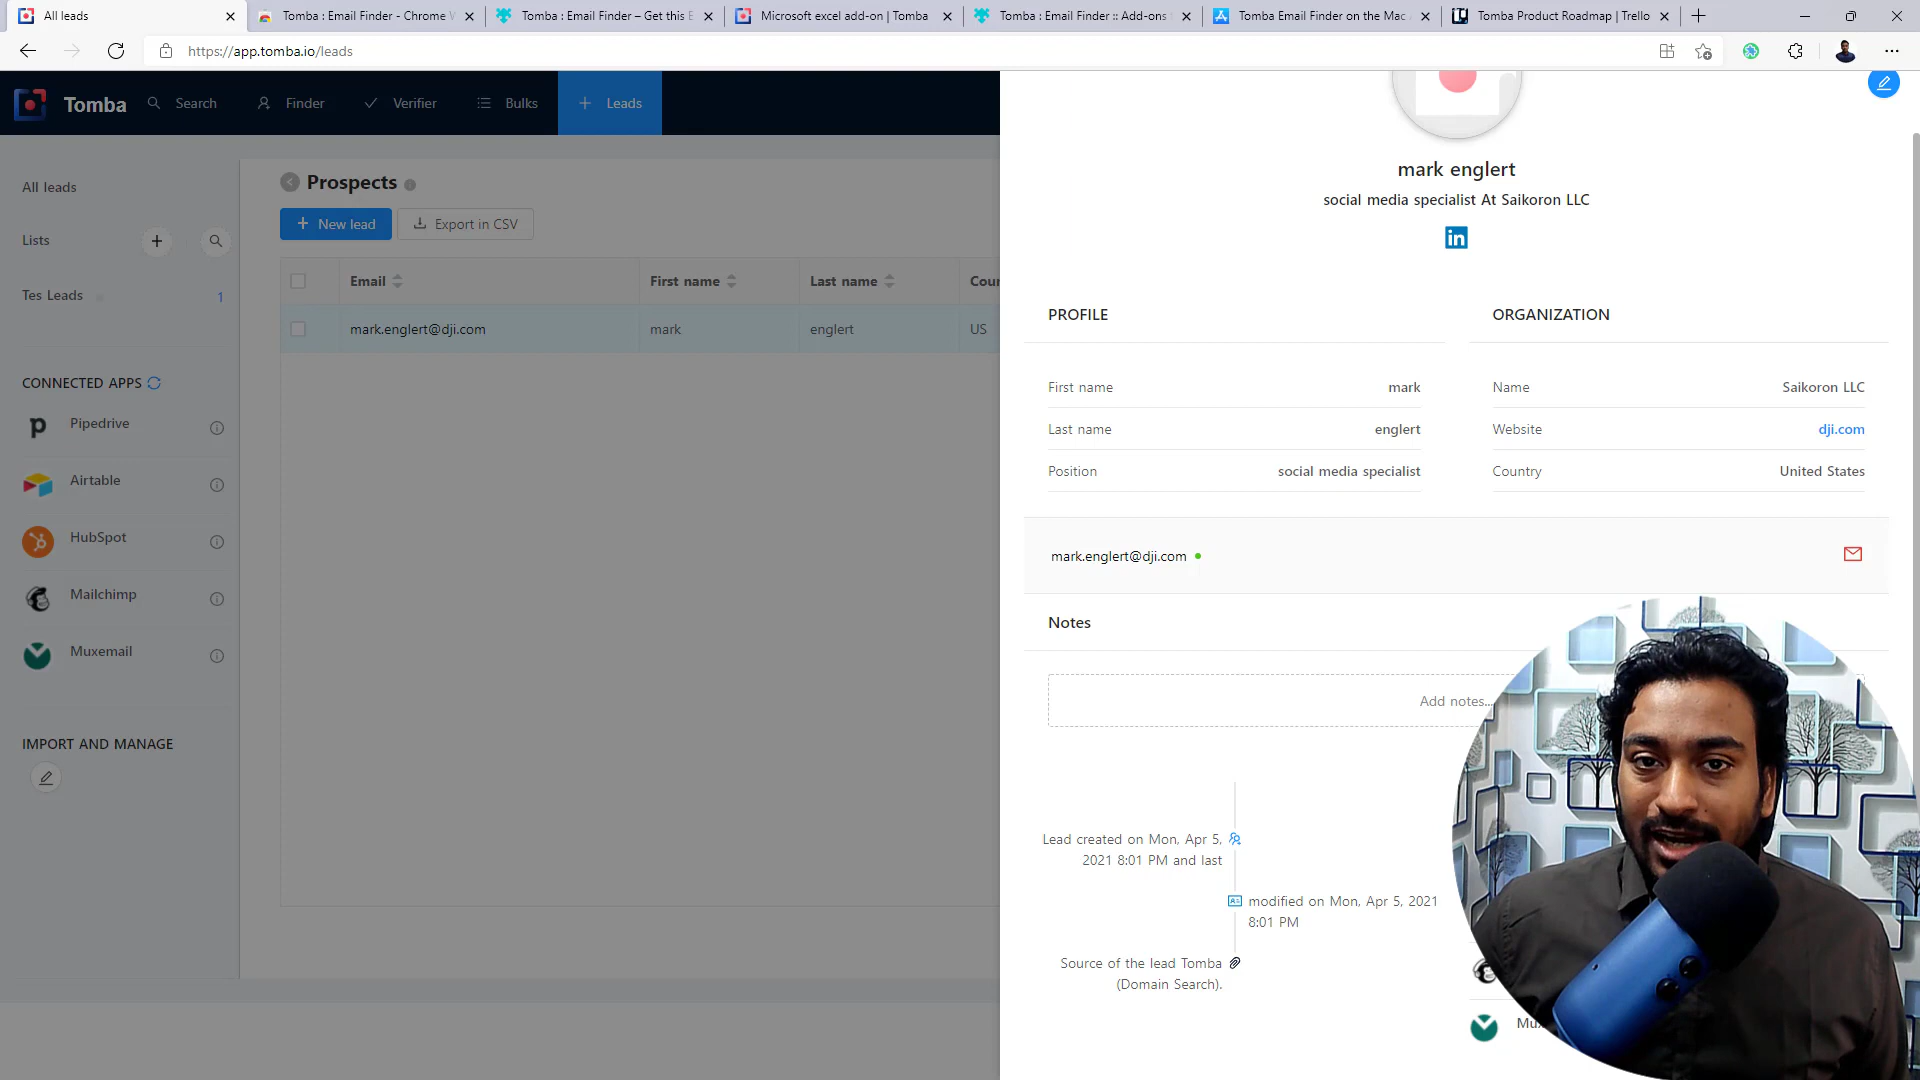 All leads
Tomba : Email Finder - Chrome W
Tomba : Email Finder – Get this E
Microsoft excel add-on | Tomba
Tomba : Email Finder :: Add-ons
Tomba Email Finder on the Mac
Tomba Product Roadmap | Trello
https://app.tomba.io/leads
Tomba
Search
Finder
Verifier
Bulks
Leads
All leads
Lists
Tes Leads
1
CONNECTED APPS
Pipedrive
Airtable
HubSpot
Mailchimp
Muxemail
IMPORT AND MANAGE
Prospects
New lead
Export in CSV
Email
First name
Last name
Cour
mark.englert@dji.com
mark
englert
US
mark englert
social media specialist At Saikoron LLC
in
PROFILE
First name
mark
Last name
englert
Position
social media specialist
ORGANIZATION
Name
Saikoron LLC
Website
dji.com
Country
United States
mark.englert@dji.com
Notes
Add notes...
Lead created on Mon, Apr 5,
2021 8:01 PM and last
modified on Mon, Apr 5, 2021
8:01 PM
Source of the lead Tomba
(Domain Search).